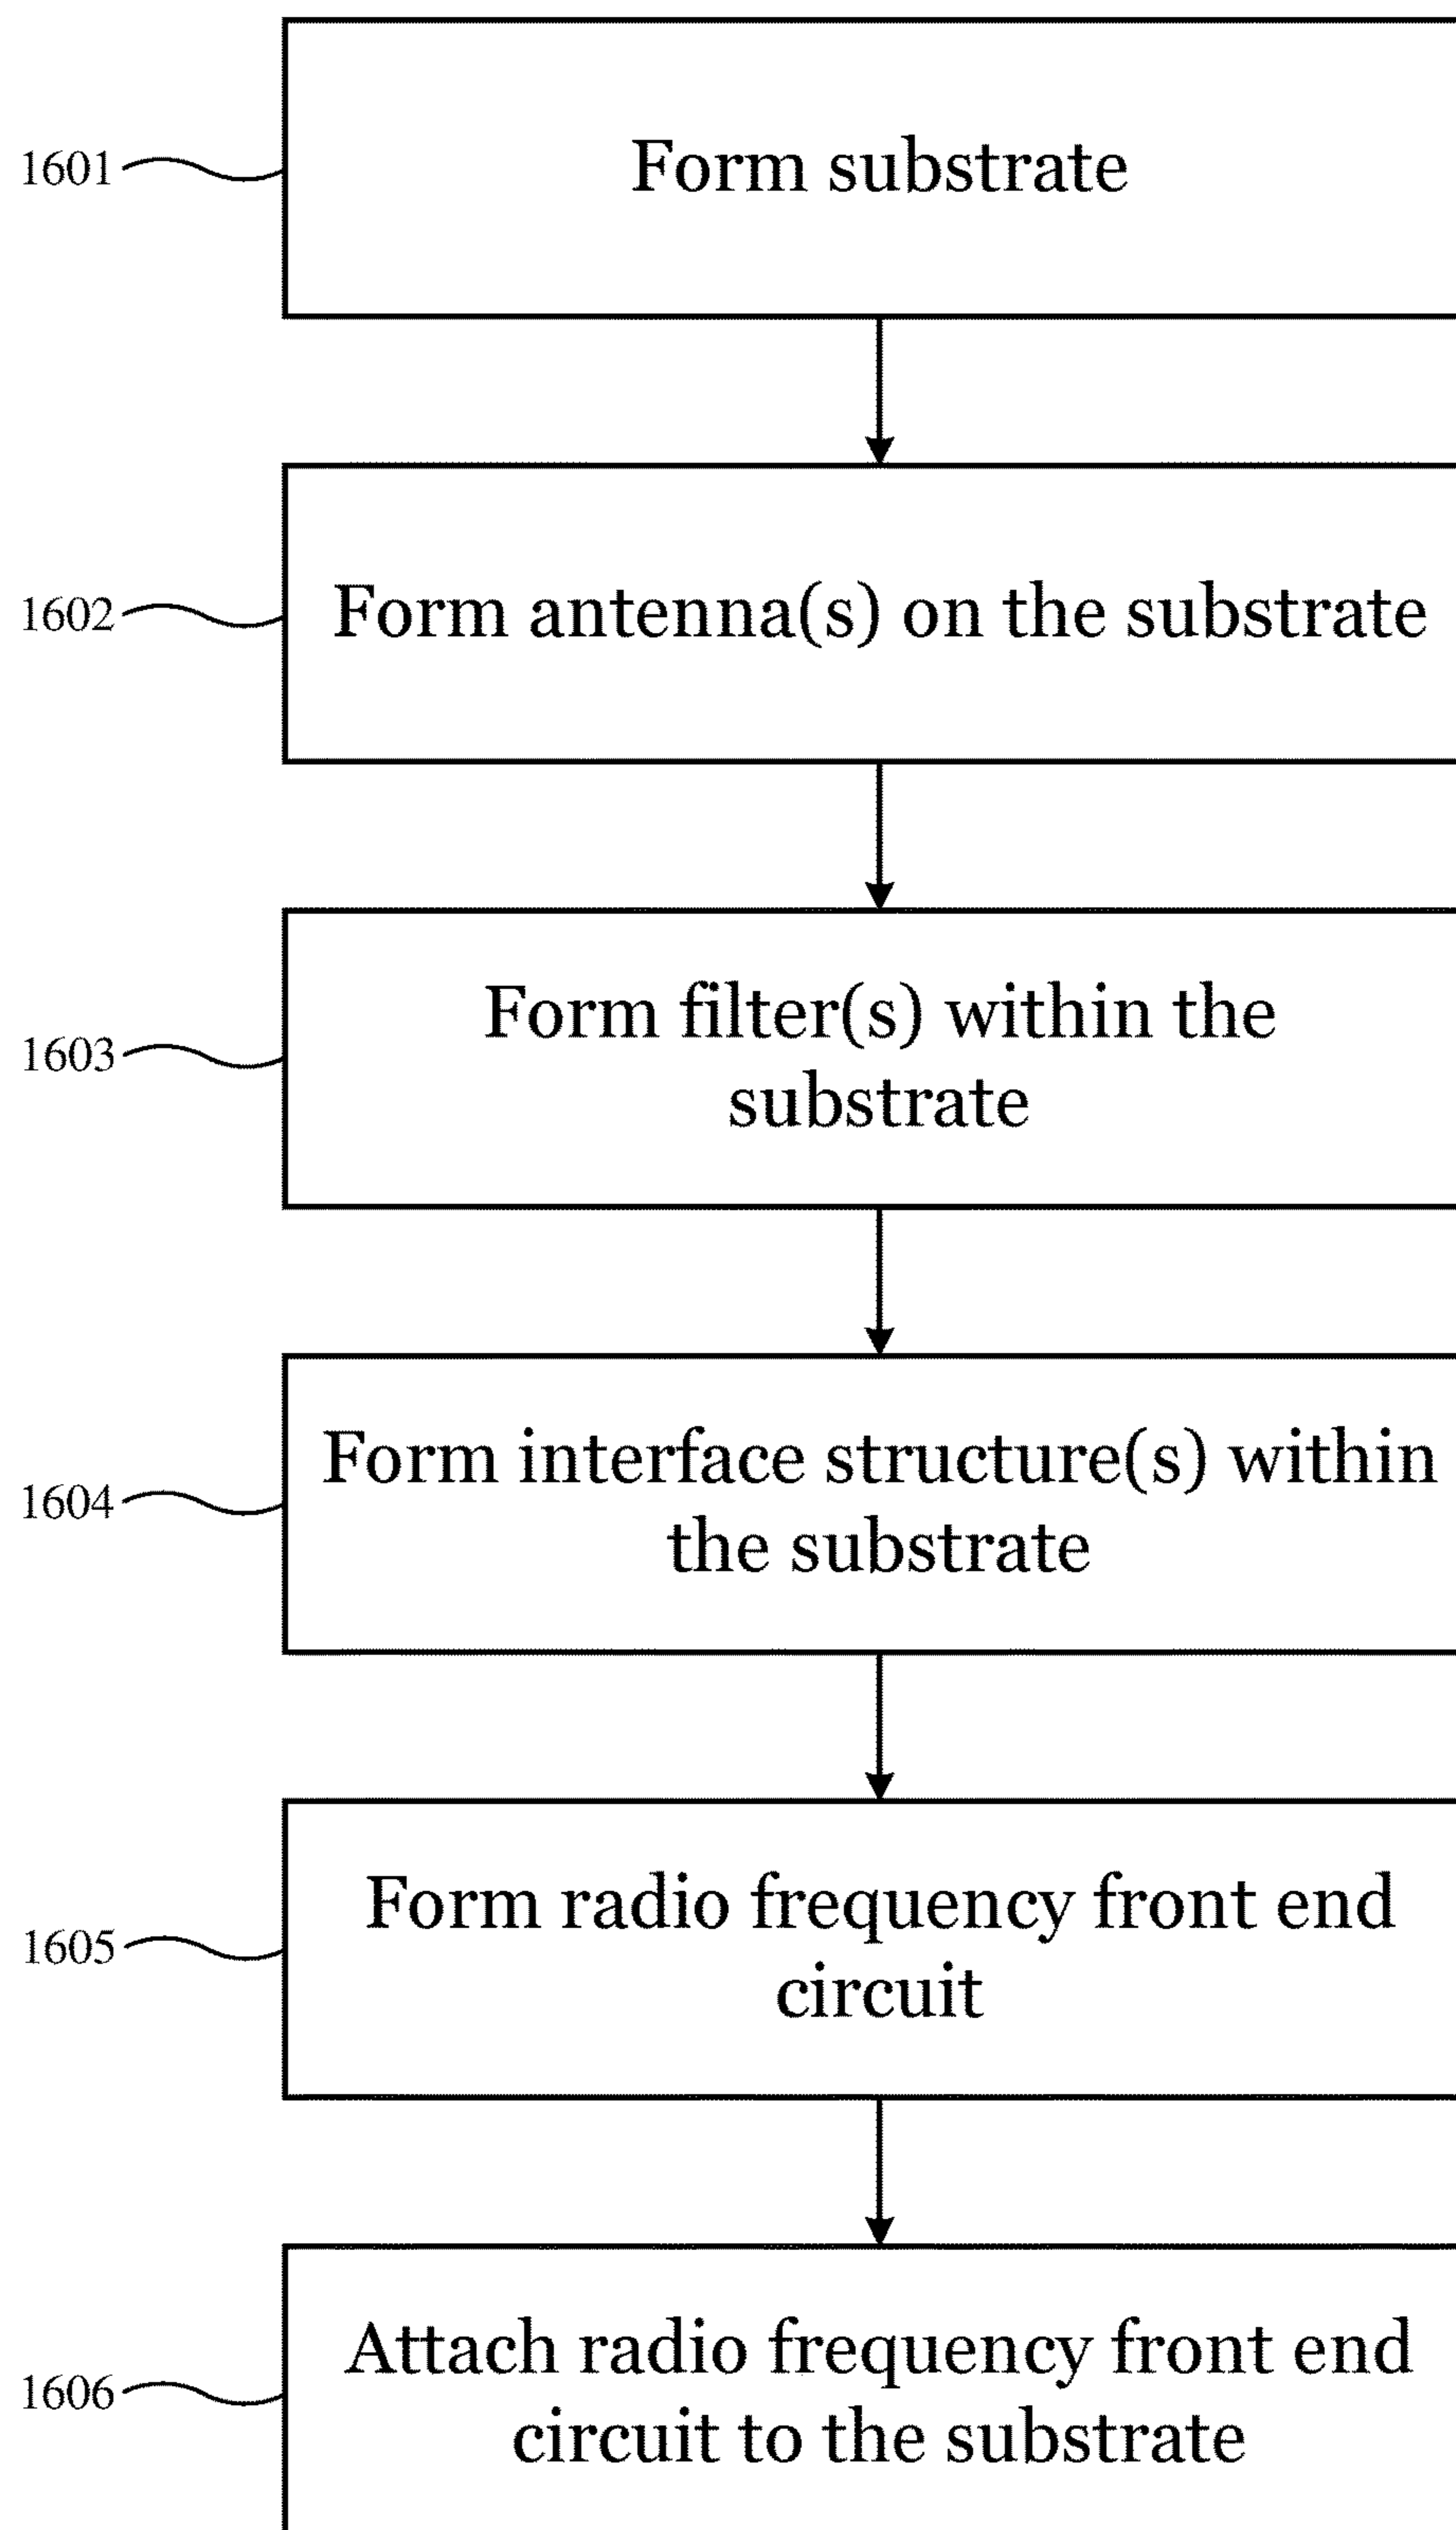 1601
Form substrate
1602
Form antenna(s) on the substrate
1603
Form filter(s) within the
substrate
1604
Form interface structure(s) within
the substrate
1605
Form radio frequency front end
circuit
1606
Attach radio frequency front end
circuit to the substrate